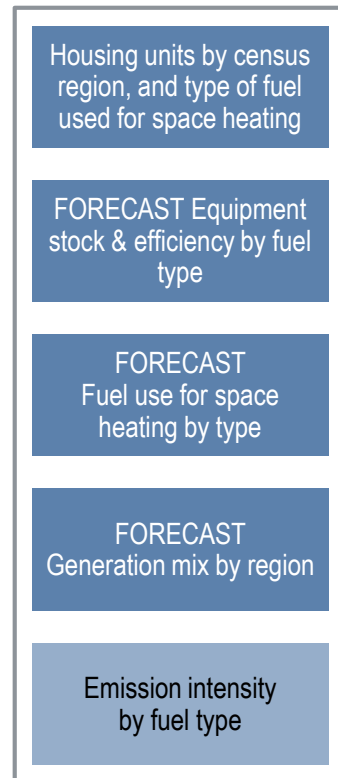 Housing units by census
region, and type of fuel
used for space heating
FORECAST Equipment
stock & efficiency by fuel
type
FORECAST
Fuel use for space
heating by type
FORECAST
Generation mix by region
Emission intensity
by fuel type